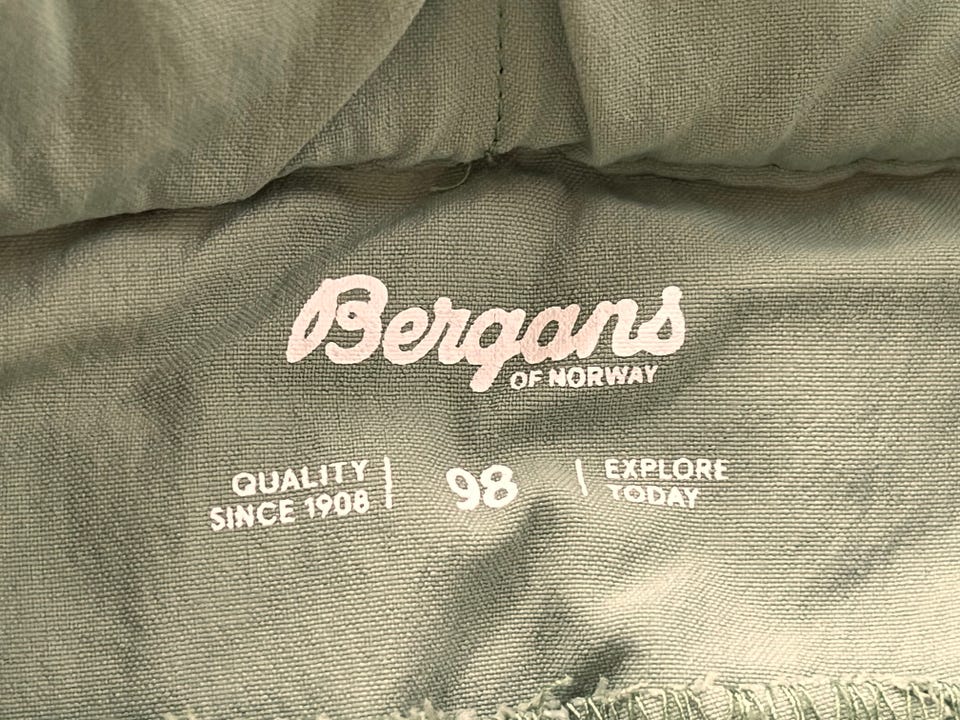 Bergans
OF NORWAY
QUALITY
SINCE 1908
98
EXPLORE
TODAY